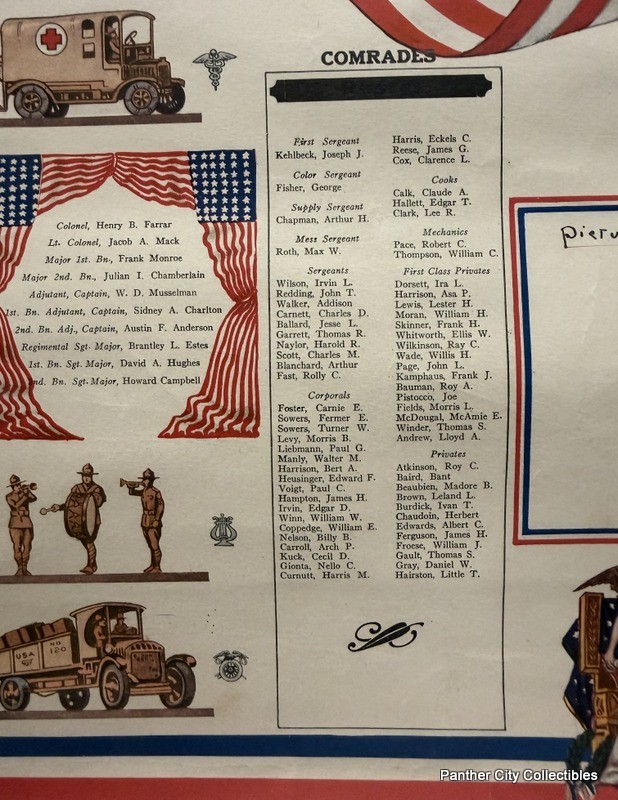 COMRADES
Colonel, Henry B. Farrar
Lt. Colonel, Jacob A. Mack
Major 1st. Bn., Frank Monroe
Major 2nd. Bn., Julian I. Chamberlain
Adjutant, Captain, W. D. Musselman
1st. Bn. Adjutant, Captain, Sidney A. Charlton
2nd. Bn. Adj., Captain, Austin F. Anderson
Regimental Sgt. Major, Brantley L. Estes
1st. Bn. Sgt. Major, David A. Hughes
2nd. Bn. Sgt. Major, Howard Campbell
USA
NO
120
First Sergeant
Kehlbeck, Joseph J.
Color Sergeant
Fisher, George
Supply Sergeant
Chapman, Arthur H.
Mess Sergeant
Roth, Max W.
Sergeants
Wilson, Irvin L.
Redding, John T.
Walker, Addison
Carnett, Charles D.
Ballard, Jesse L.
Garrett, Thomas R.
Naylor, Harold R.
Scott, Charles M.
Blanchard, Arthur
Fast, Rolly C.
Corporals
Foster, Carnie E.
Sowers, Fermer E.
Sowers, Turner W.
Levy, Morris B.
Liebmann, Paul G.
Manly, Walter M.
Harrison, Bert A.
Heusinger, Edward F.
Voigt, Paul C.
Hampton, James H.
Irvin, Edgar D.
Winn, William W.
Coppedge, William E.
Nelson, Billy B.
Carroll, Arch P.
Kuck, Cecil D.
Gionta, Nello C.
Curnutt, Harris M.
Harris, Eckels C.
Reese, James G.
Cox, Clarence L.
Cooks
Calk, Claude A.
Hallett, Edgar T.
Clark, Lee R.
Mechanics
Pace, Robert C.
Thompson, William C.
First Class Privates
Dorsett, Ira L.
Harrison, Asa P.
Lewis, Lester H.
Moran, William H.
Skinner, Frank H.
Whitworth, Ellis W.
Wilkinson, Ray C.
Wade, Willis H.
Page, John L.
Kamphaus, Frank J.
Bauman, Roy A.
Pistocco, Joe
Fields, Morris L.
McDougal, McAmie E.
Winder, Thomas S.
Andrew, Lloyd A.
Privates
Atkinson, Roy C.
Baird, Bant
Beaubien, Madore B.
Brown, Leland L.
Burdick, Ivan T.
Chaudoin, Herbert
Edwards, Albert C.
Ferguson, James H.
Froese, William J.
Gault, Thomas S.
Gray, Daniel W.
Hairston, Little T.
Panther City Collectibles